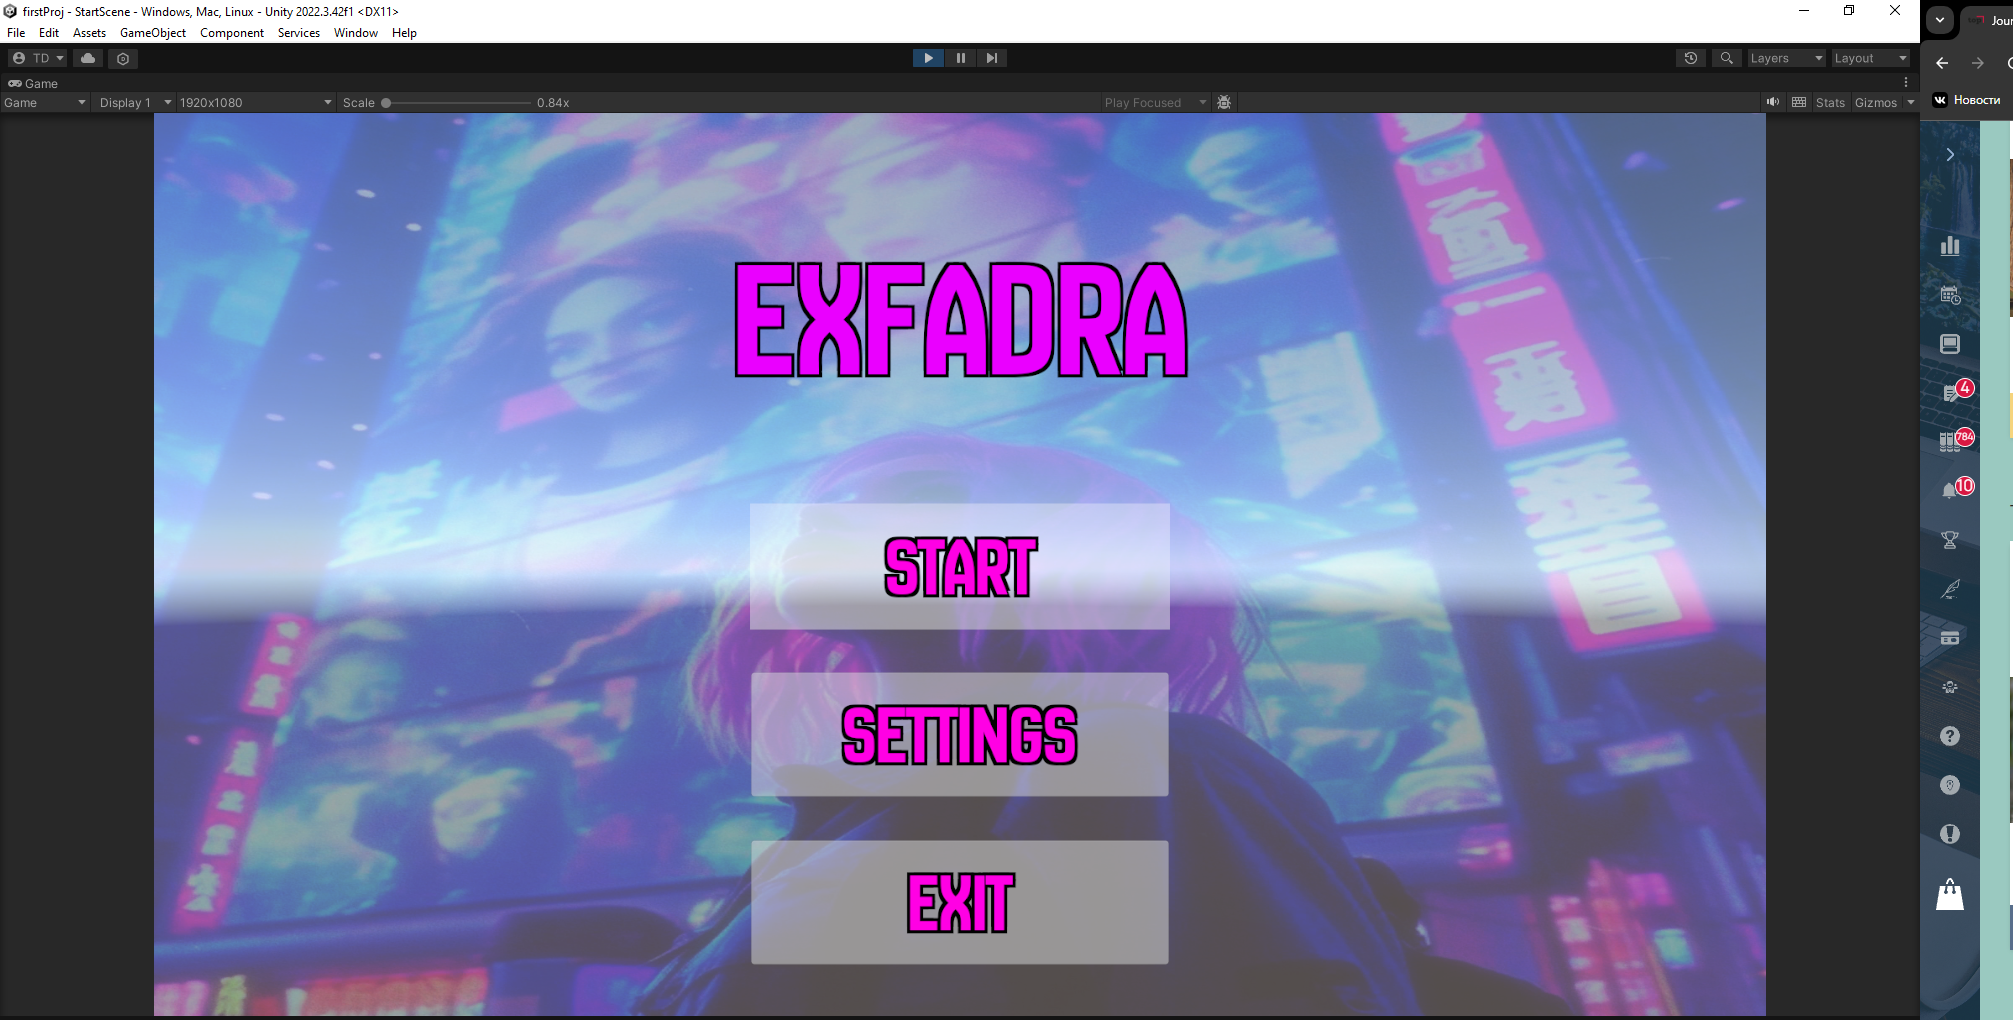 firstProj - StartScene - Windows, Mac, Linux - Unity 2022.3.42f1 <DX11>
File Edit Assets GameObject Component Services Window Help
TD
Layers
Layout
Game
Game
Display 1
1920x1080
Scale
0.84x
Play Focused
Stats
Gizmos
EXFADRA
START
SETTINGS
EXIT
Jour
Новости
4
784
10